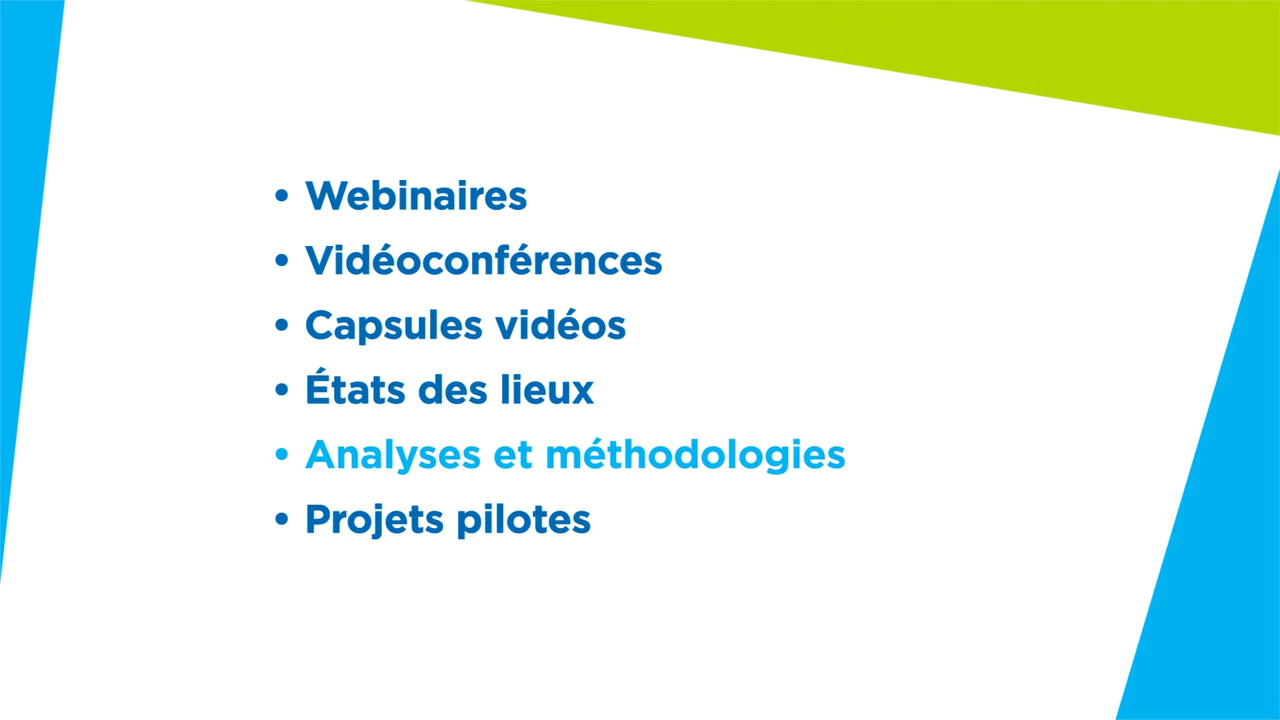 • Webinaires
• Vidéoconférences
• Capsules vidéos
• États des lieux
• Analyses et méthodologies
• Projets pilotes